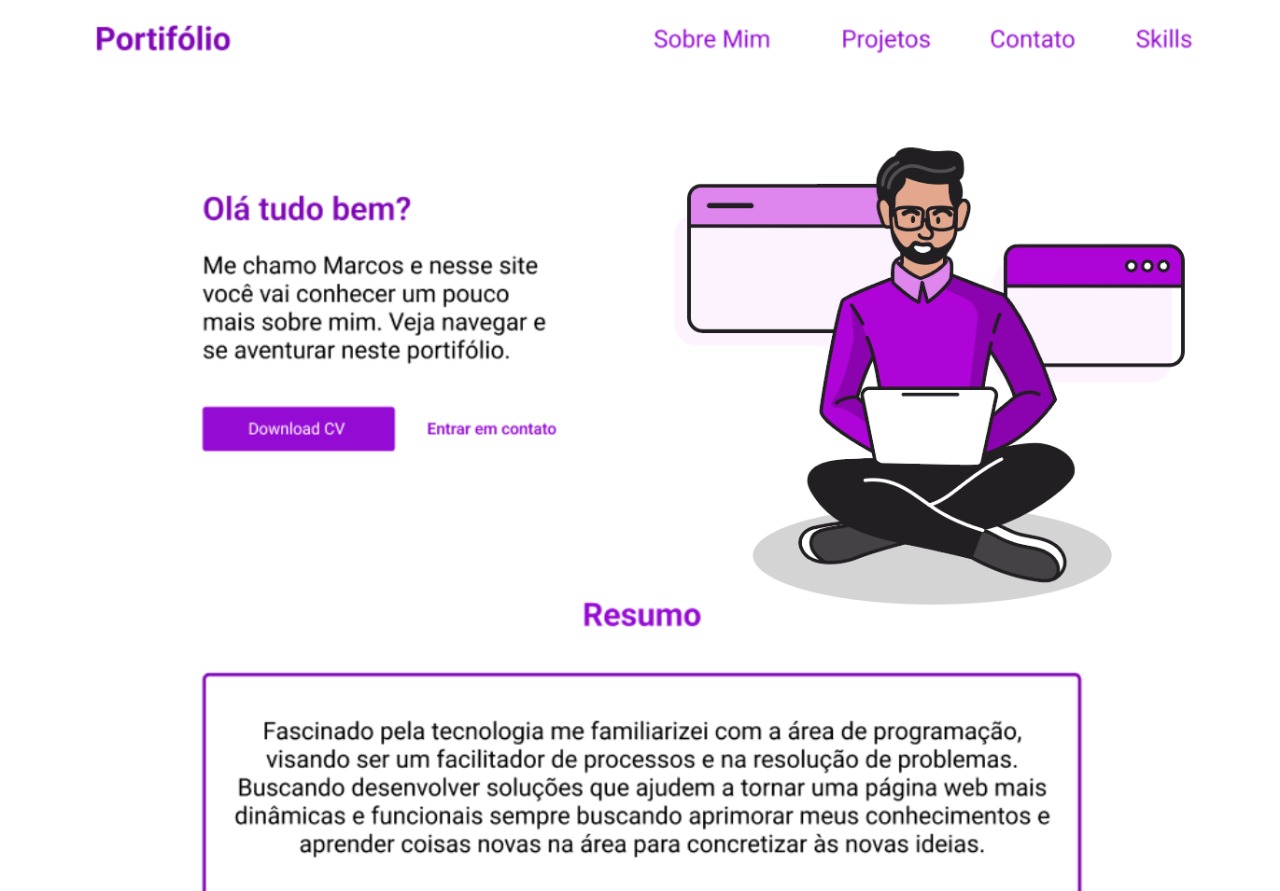 Portifólio
Sobre Mim
Projetos
Contato
Skills
Olá tudo bem?
Me chamo Marcos e nesse site
você vai conhecer um pouco
mais sobre mim. Veja navegar e
se aventurar neste portifólio.
Download CV
Entrar em contato
Resumo
Fascinado pela tecnologia me familiarizei com a área de programação,
visando ser um facilitador de processos e na resolução de problemas.
Buscando desenvolver soluções que ajudem a tornar uma página web mais
dinâmicas e funcionais sempre buscando aprimorar meus conhecimentos e
aprender coisas novas na área para concretizar às novas ideias.